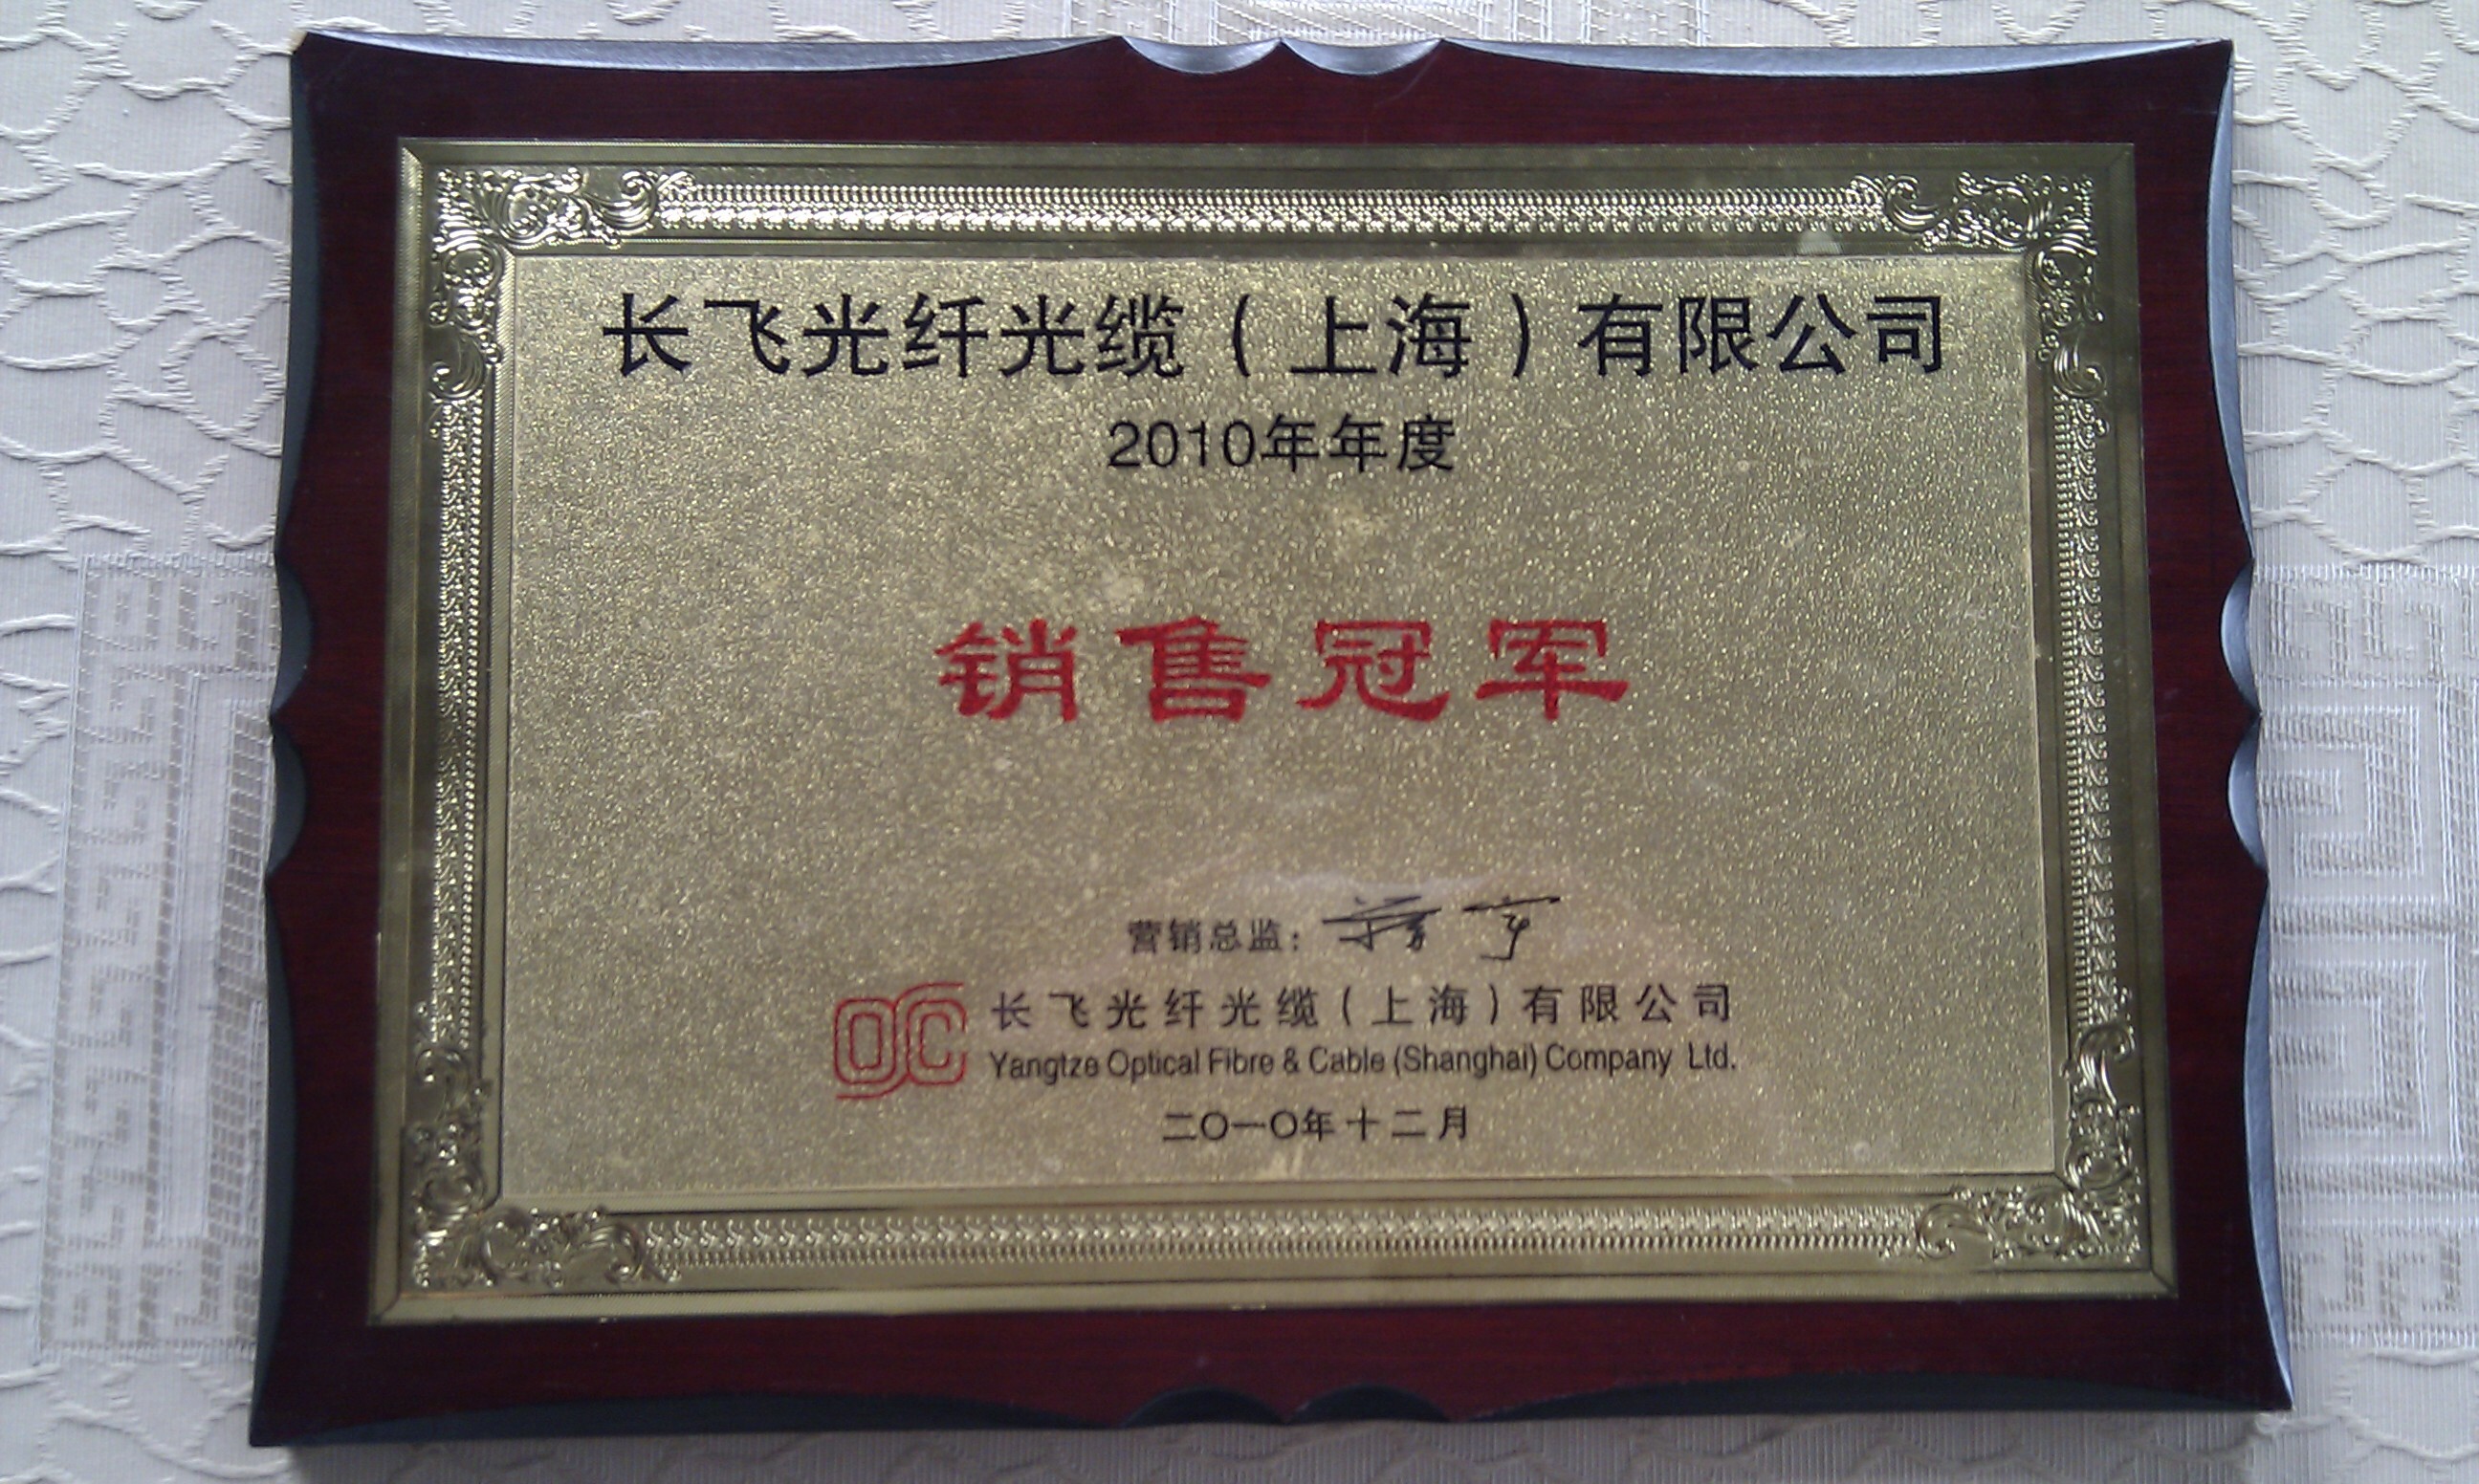 长飞光纤光缆（上海）有限公司
2010年年度
销售冠军
营销总监：
长飞光纤光缆（上海）有限公司
Yangtze Optical Fibre & Cable (Shanghai) Company Ltd.
二〇一〇年十二月